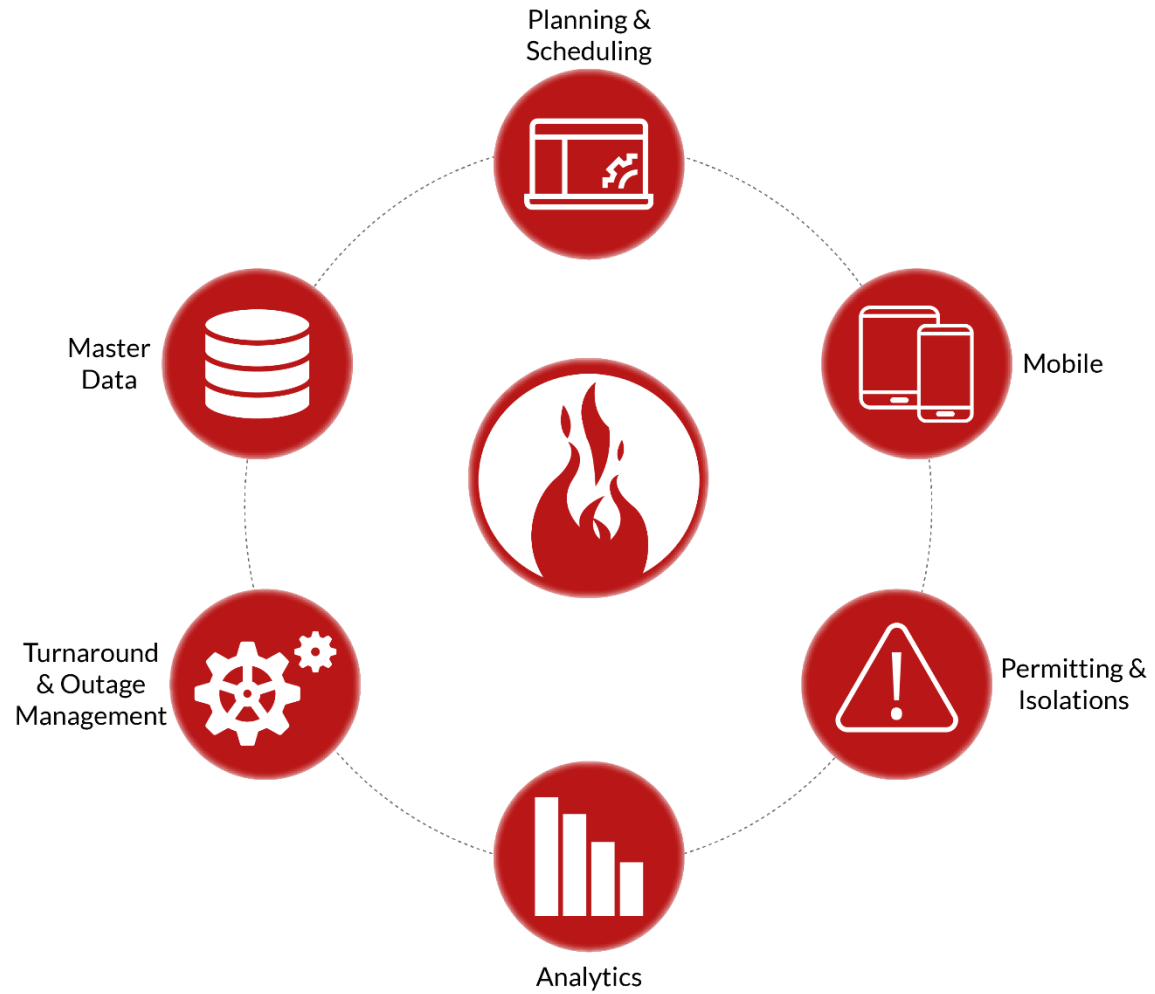 Planning &
Scheduling
Mobile
Permitting &
Isolations
Analytics
Turnaround
& Outage
Management
Master
Data